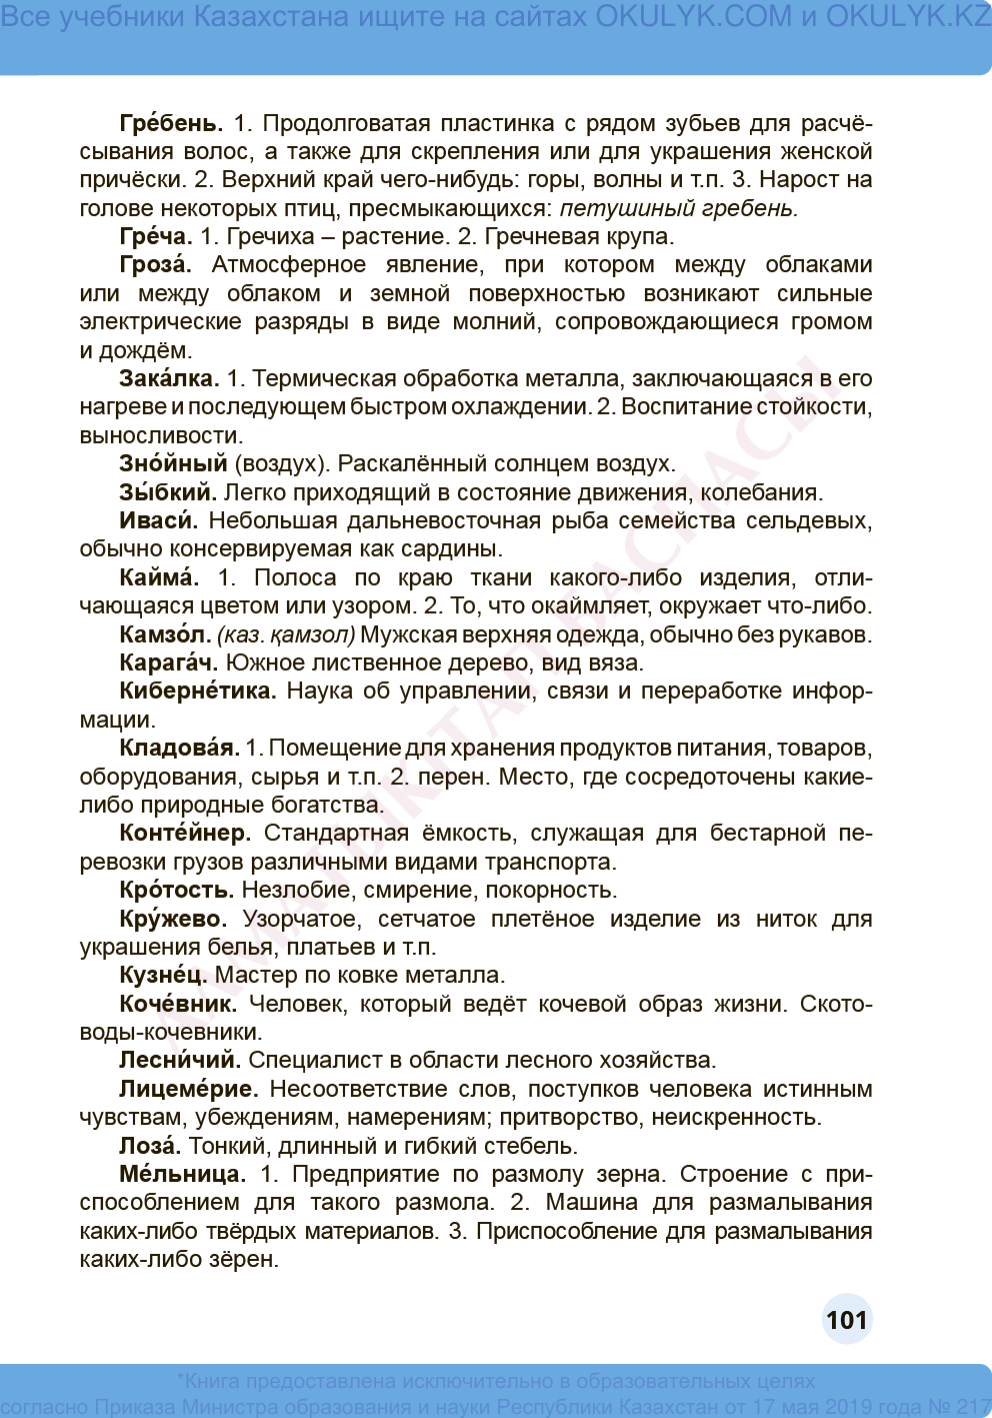 Все учебники Казахстана ищите на сайтах OKULYK.COM и OKULYK.KZ
Гре́бень. 1. Продолговатая пластинка с рядом зубьев для расчё-
сывания волос, а также для скрепления или для украшения женской
причёски. 2. Верхний край чего-нибудь: горы, волны и т.п. 3. Нарост на
голове некоторых птиц, пресмыкающихся: петушиный гребень.
Гре́ча. 1. Гречиха – растение. 2. Гречневая крупа.
Гроза́. Атмосферное явление, при котором между облаками
или между облаком и земной поверхностью возникают сильные
электрические разряды в виде молний, сопровождающиеся громом
и дождём.
Зака́лка. 1. Термическая обработка металла, заключающаяся в его
нагреве и последующем быстром охлаждении. 2. Воспитание стойкости,
выносливости.
Зно́йный (воздух). Раскалённый солнцем воздух.
Зы́бкий. Легко приходящий в состояние движения, колебания.
Иваси́. Небольшая дальневосточная рыба семейства сельдевых,
обычно консервируемая как сардины.
Кайма́. 1. Полоса по краю ткани какого-либо изделия, отли-
чающаяся цветом или узором. 2. То, что окаймляет, окружает что-либо.
Камзо́л. (каз. қамзол) Мужская верхняя одежда, обычно без рукавов.
Карага́ч. Южное лиственное дерево, вид вяза.
Киберне́тика. Наука об управлении, связи и переработке инфор-
мации.
Кладова́я. 1. Помещение для хранения продуктов питания, товаров,
оборудования, сырья и т.п. 2. перен. Место, где сосредоточены какие-
либо природные богатства.
Конте́йнер. Стандартная ёмкость, служащая для бестарной пе-
ревозки грузов различными видами транспорта.
Кро́тость. Незлобие, смирение, покорность.
Кру́жево. Узорчатое, сетчатое плетёное изделие из ниток для
украшения белья, платьев и т.п.
Кузне́ц. Мастер по ковке металла.
Коче́вник. Человек, который ведёт кочевой образ жизни. Ското-
воды-кочевники.
Лесни́чий. Специалист в области лесного хозяйства.
Лицеме́рие. Несоответствие слов, поступков человека истинным
чувствам, убеждениям, намерениям; притворство, неискренность.
Лоза́. Тонкий, длинный и гибкий стебель.
Ме́льница. 1. Предприятие по размолу зерна. Строение с при-
способлением для такого размола. 2. Машина для размалывания
каких-либо твёрдых материалов. 3. Приспособление для размалывания
каких-либо зёрен.
АЛМАТЫКІТАП БАСПАСЫ
101
*Книга предоставлена исключительно в образовательных целях
согласно Приказа Министра образования и науки Республики Казахстан от 17 мая 2019 года № 217